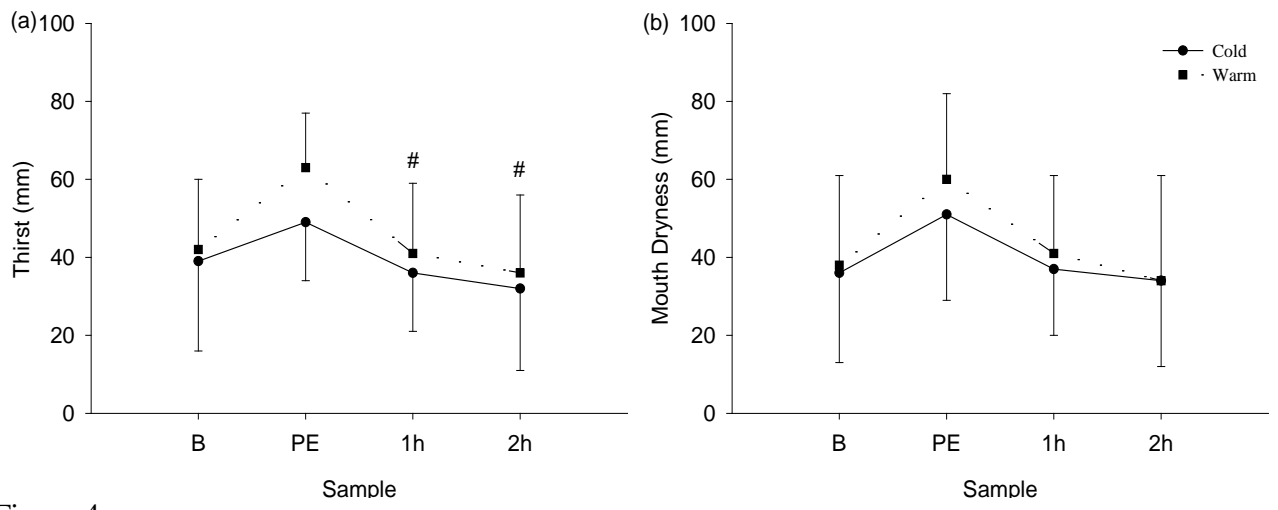 (a)
100
80
60
40
20
0
Thirst (mm)
# #
B PE 1h 2h
Sample
(b)
100
80
60
40
20
0
Mouth Dryness (mm)
Cold
Warm
B PE 1h 2h
Sample